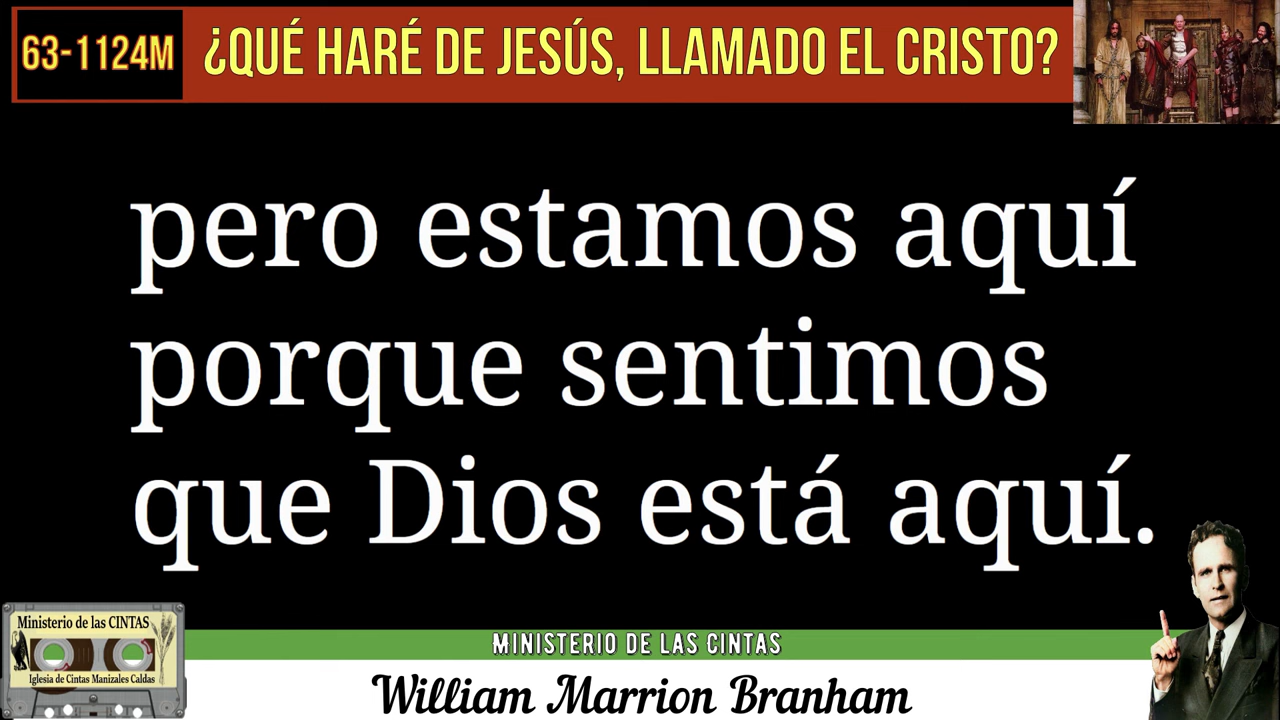 63-1124M
¿QUÉ HARÉ DE JESÚS, LLAMADO EL CRISTO?
pero estamos aquí
porque sentimos
que Dios está aquí.
Ministerio de las CINTAS
Iglesia de Cintas Manizales Caldas
MINISTERIO DE LAS CINTAS
William Marrion Branham